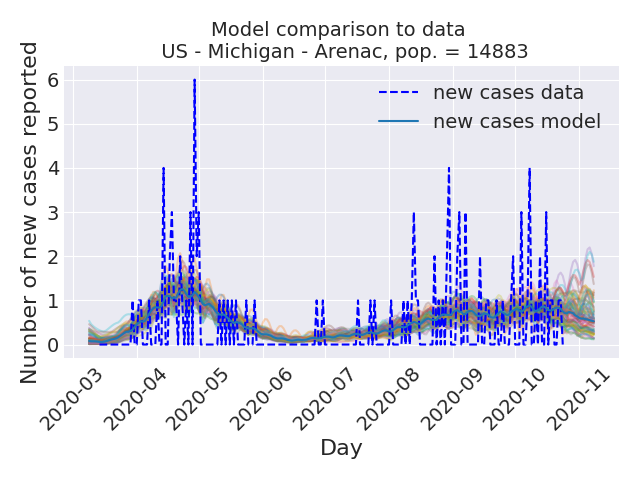 Model comparison to data
US - Michigan - Arenac, pop. = 14883
Number of new cases reported
6
5
4
3
2
1
0
new cases data
new cases model
2020-03
2020-04
2020-05
2020-06
2020-07
2020-08
2020-09
2020-10
2020-11
Day